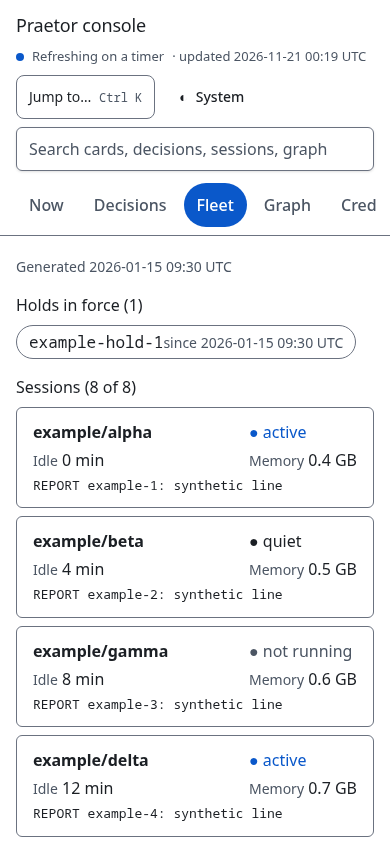 Praetor console
Refreshing on a timer · updated 2026-11-21 00:19 UTC
Jump to... Ctrl K System
Search cards, decisions, sessions, graph
Now Decisions Fleet Graph Cred
Generated 2026-01-15 09:30 UTC
Holds in force (1)
example-hold-1since 2026-01-15 09:30 UTC
Sessions (8 of 8)
example/alpha ● active
Idle 0 min Memory 0.4 GB
REPORT example-1: synthetic line
example/beta ● quiet
Idle 4 min Memory 0.5 GB
REPORT example-2: synthetic line
example/gamma ● not running
Idle 8 min Memory 0.6 GB
REPORT example-3: synthetic line
example/delta ● active
Idle 12 min Memory 0.7 GB
REPORT example-4: synthetic line